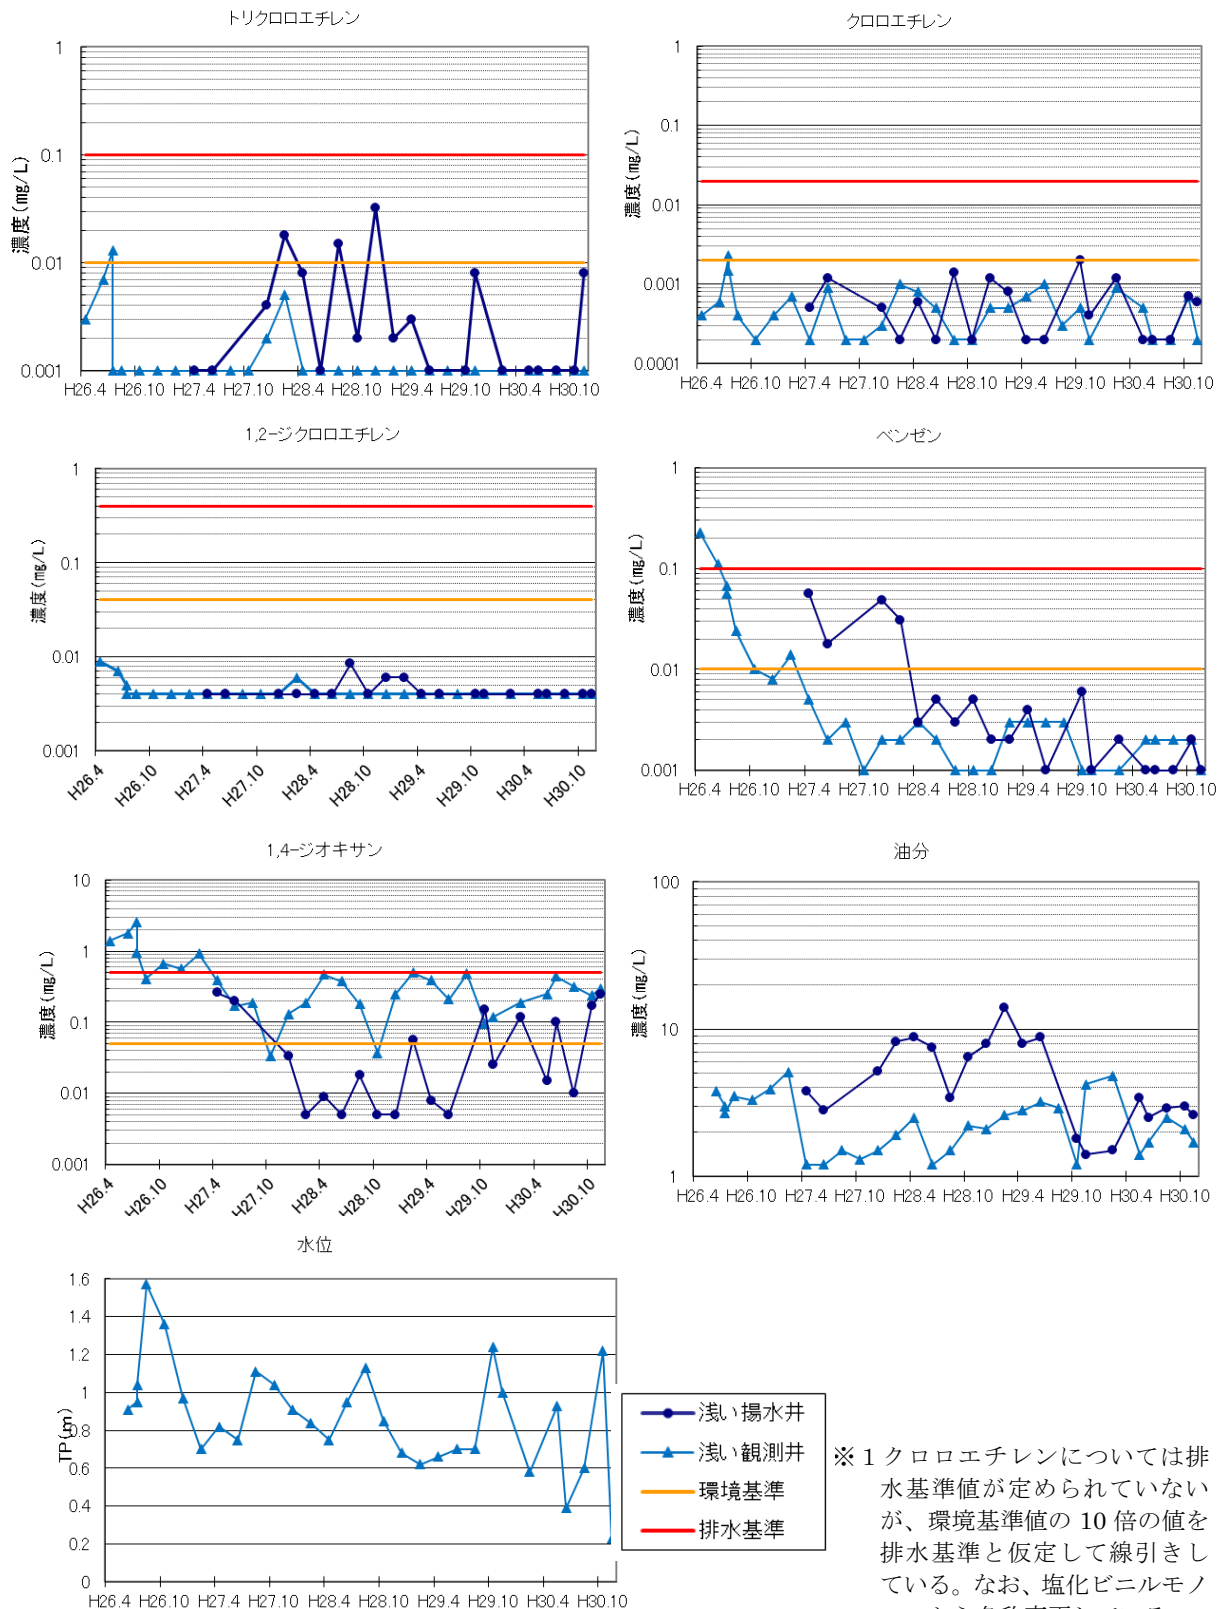 トリクロロエチレン
濃度(mg/L)
1
0.1
0.01
0.001
H26.4 H26.10 H27.4 H27.10 H28.4 H28.10 H29.4 H29.10 H30.4 H30.10
クロロエチレン
濃度(mg/L)
1
0.1
0.01
0.001
0.0001
H26.4 H26.10 H27.4 H27.10 H28.4 H28.10 H29.4 H29.10 H30.4 H30.10
1,2-ジクロロエチレン
濃度(mg/L)
1
0.1
0.01
0.001
H26.4 H26.10 H27.4 H27.10 H28.4 H28.10 H29.4 H29.10 H30.4 H30.10
ベンゼン
濃度(mg/L)
1
0.1
0.01
0.001
H26.4 H26.10 H27.4 H27.10 H28.4 H28.10 H29.4 H29.10 H30.4 H30.10
1,4-ジオキサン
濃度(mg/L)
10
1
0.1
0.01
0.001
H26.4 H26.10 H27.4 H27.10 H28.4 H28.10 H29.4 H29.10 H30.4 H30.10
油分
濃度(mg/L)
100
10
1
H26.4 H26.10 H27.4 H27.10 H28.4 H28.10 H29.4 H29.10 H30.4 H30.10
水位
TP(m)
1.6
1.4
1.2
1
0.8
0.6
0.4
0.2
0
H26.4 H26.10 H27.4 H27.10 H28.4 H28.10 H29.4 H29.10 H30.4 H30.10
浅い揚水井
浅い観測井
環境基準
排水基準
※1クロロエチレンについては排
水基準値が定められていない
が、環境基準値の 10 倍の値を
排水基準と仮定して線引きし
ている。なお、塩化ビニルモノ